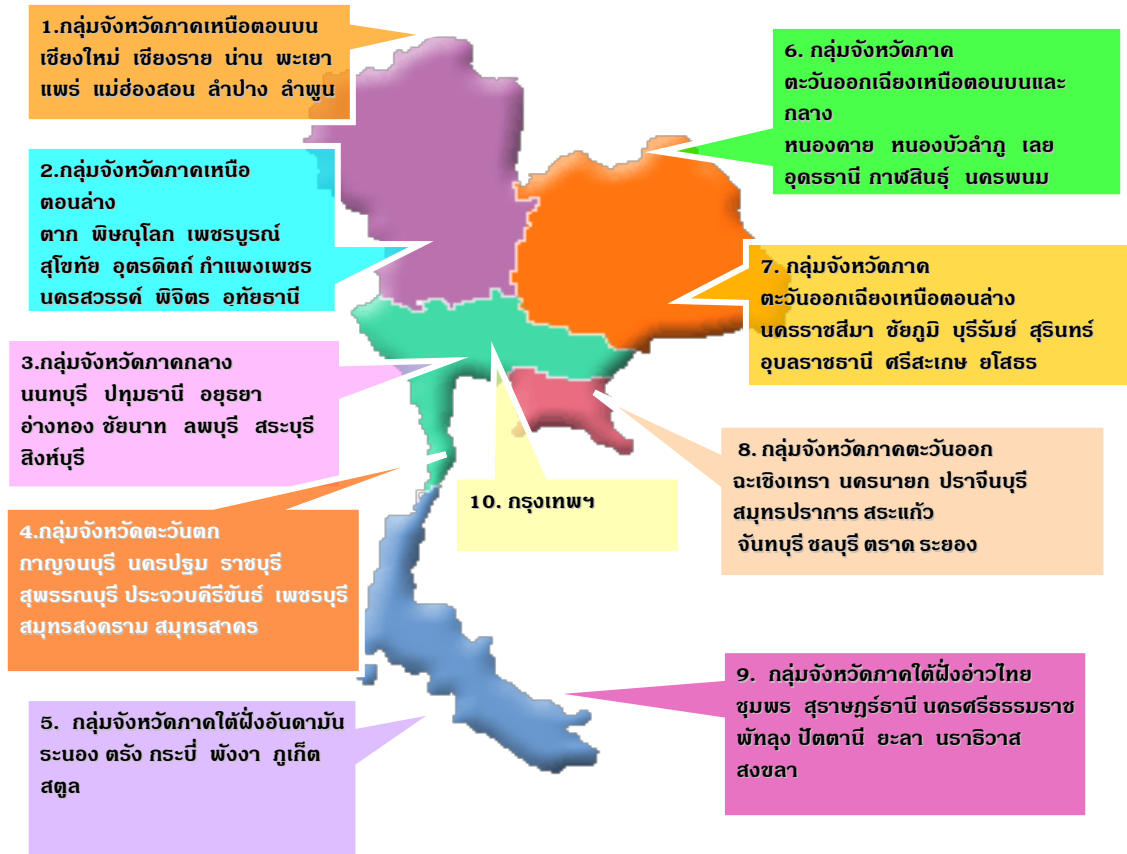 1.กลุ่มจังหวัดภาคเหนือตอนบน
เชียงใหม่ เชียงราย น่าน พะเยา
แพร่ แม่ฮ่องสอน ลำปาง ลำพูน
2.กลุ่มจังหวัดภาคเหนือ
ตอนล่าง
ตาก พิษณุโลก เพชรบูรณ์
สุโขทัย อุตรดิตถ์ กำแพงเพชร
นครสวรรค์ พิจิตร อุทัยธานี
3.กลุ่มจังหวัดภาคกลาง
นนทบุรี ปทุมธานี อยุธยา
อ่างทอง ชัยนาท ลพบุรี สระบุรี
สิงห์บุรี
4.กลุ่มจังหวัดตะวันตก
กาญจนบุรี นครปฐม ราชบุรี
สุพรรณบุรี ประจวบคีรีขันธ์ เพชรบุรี
สมุทรสงคราม สมุทรสาคร
5. กลุ่มจังหวัดภาคใต้ฝั่งอันดามัน
ระนอง ตรัง กระบี่ พังงา ภูเก็ต
สตูล
6. กลุ่มจังหวัดภาค
ตะวันออกเฉียงเหนือตอนบนและ
กลาง
หนองคาย หนองบัวลำภู เลย
อุดรธานี กาฬสินธุ์ นครพนม
7. กลุ่มจังหวัดภาค
ตะวันออกเฉียงเหนือตอนล่าง
นครราชสีมา ชัยภูมิ บุรีรัมย์ สุรินทร์
อุบลราชธานี ศรีสะเกษ ยโสธร
8. กลุ่มจังหวัดภาคตะวันออก
ฉะเชิงเทรา นครนายก ปราจีนบุรี
สมุทรปราการ สระแก้ว
จันทบุรี ชลบุรี ตราด ระยอง
9. กลุ่มจังหวัดภาคใต้ฝั่งอ่าวไทย
ชุมพร สุราษฎร์ธานี นครศรีธรรมราช
พัทลุง ปัตตานี ยะลา นราธิวาส
สงขลา
10. กรุงเทพฯ